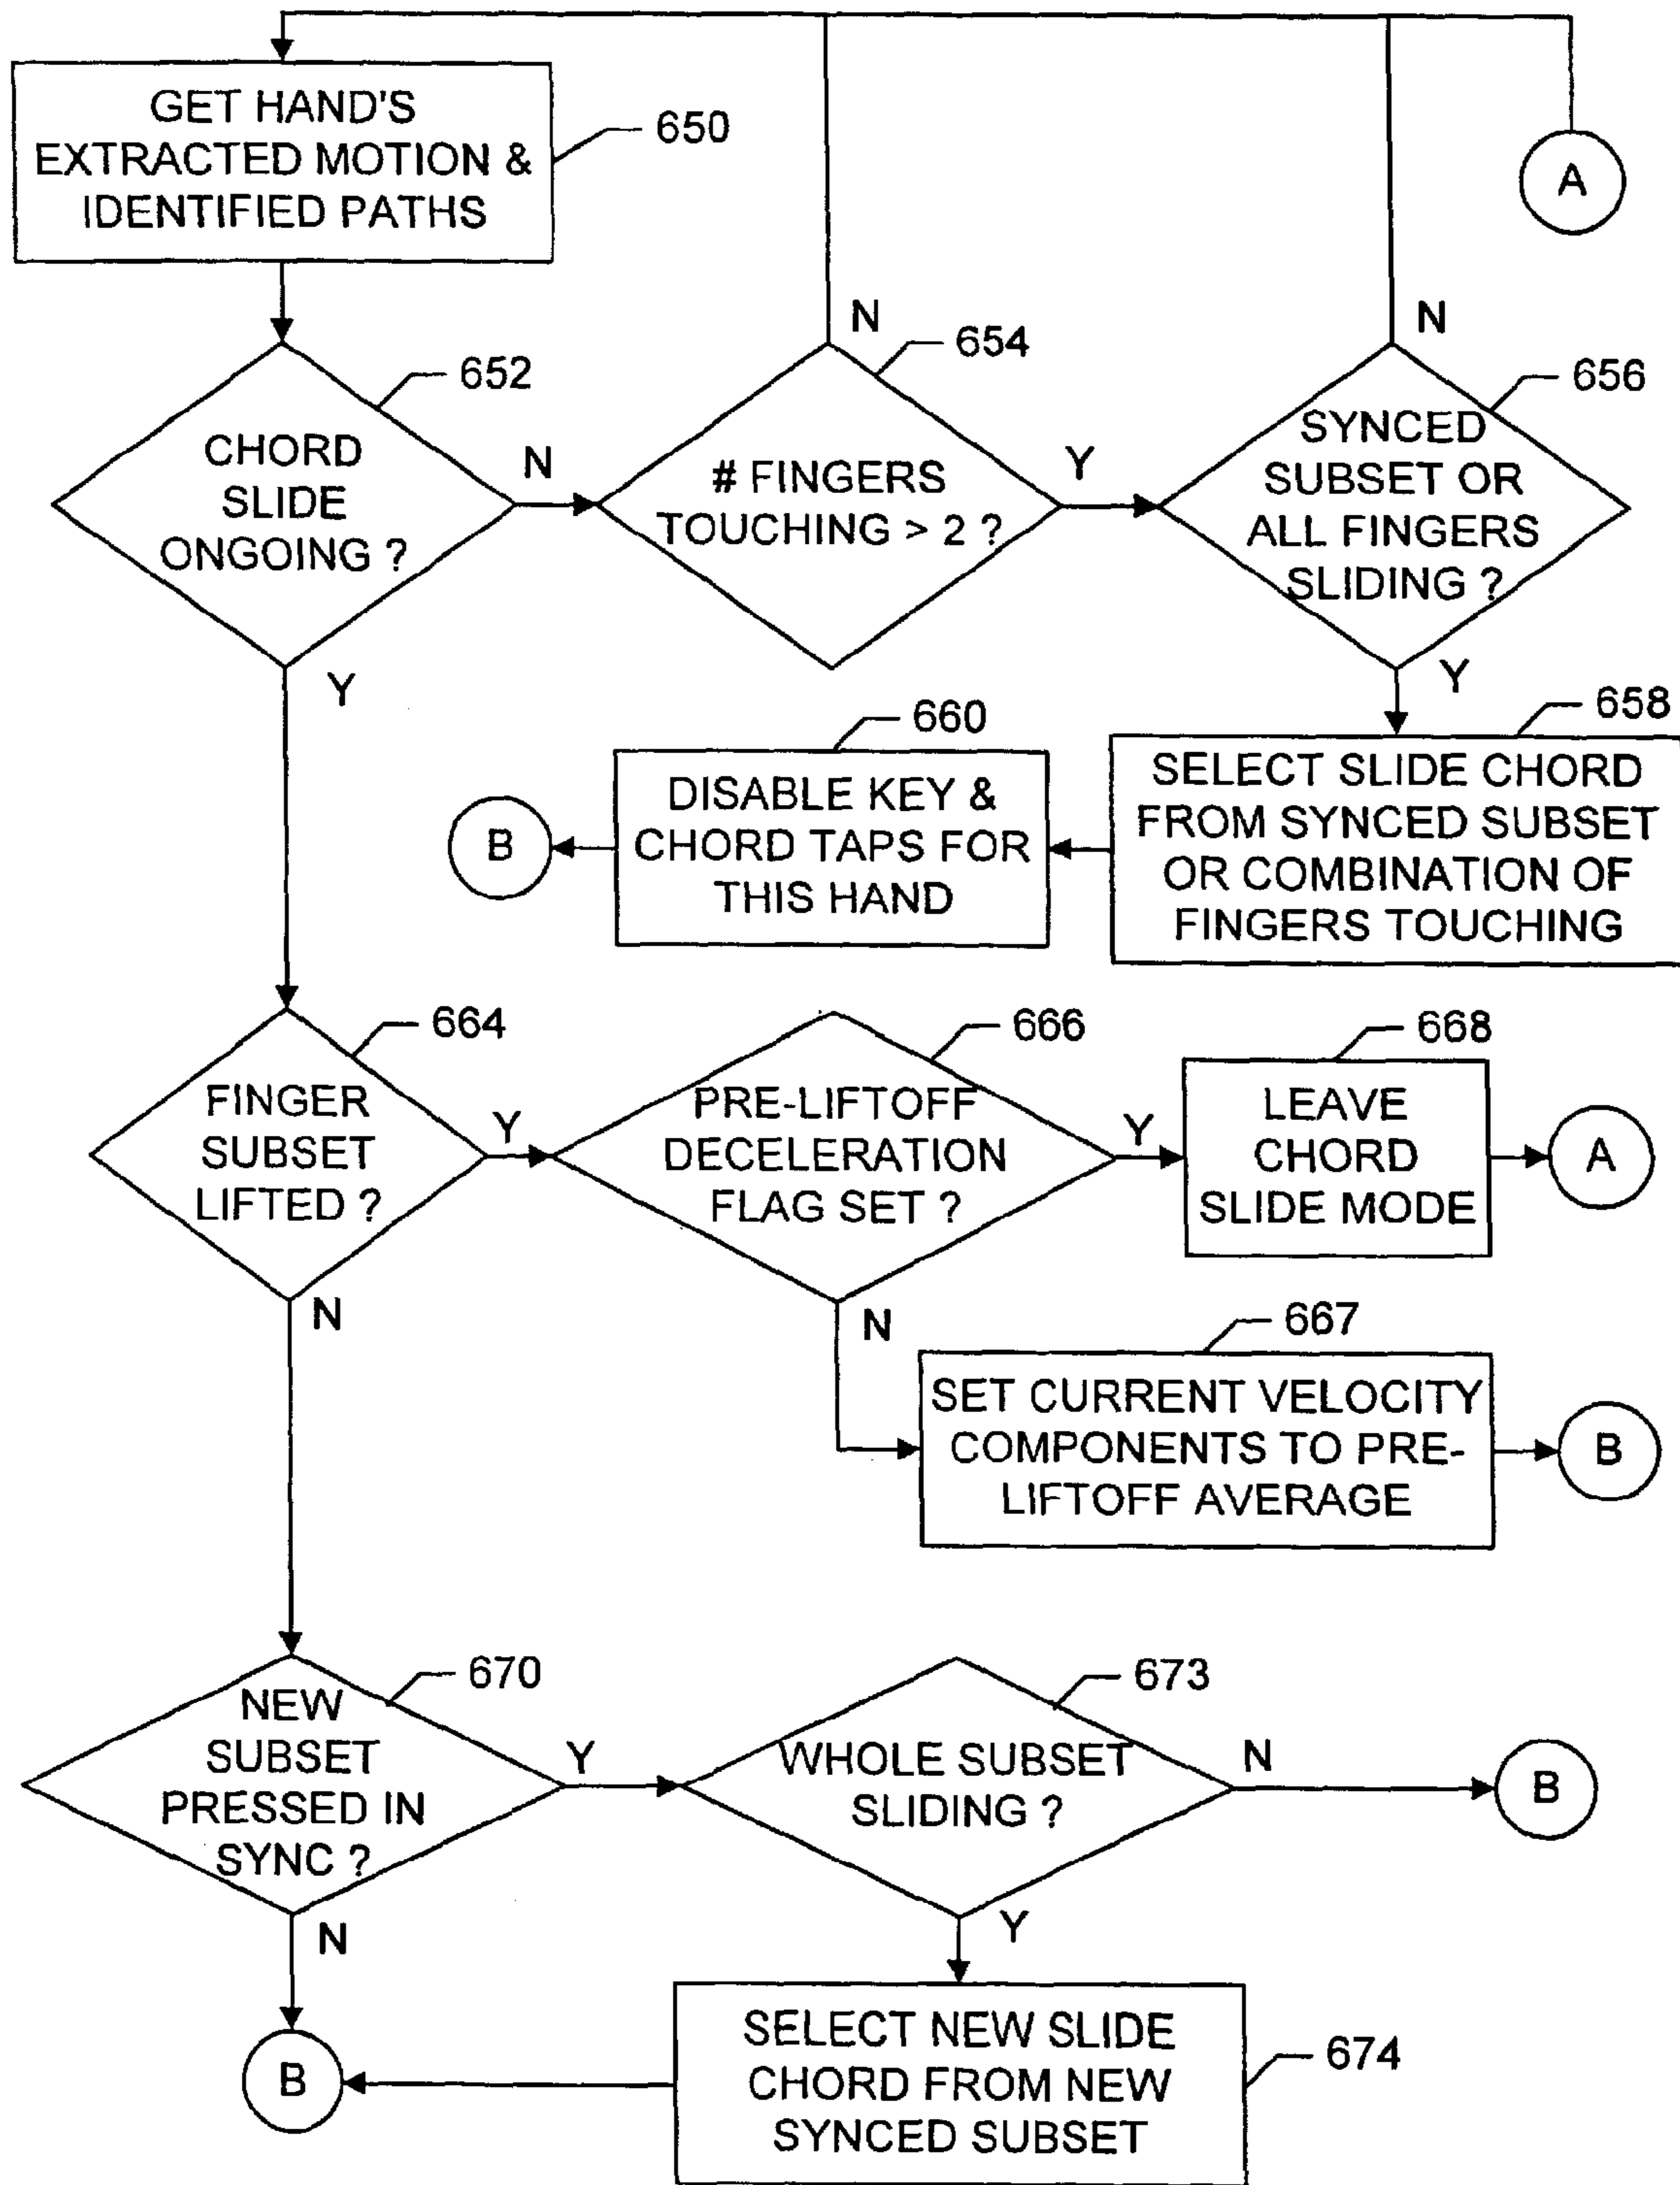 GET HAND'S
EXTRACTED MOTION &
IDENTIFIED PATHS
650
A
CHORD
SLIDE
ONGOING ?
652
N
# FINGERS
TOUCHING > 2 ?
654
N
Y
SYNCED
SUBSET OR
ALL FINGERS
SLIDING ?
656
N
Y
Y
SELECT SLIDE CHORD
FROM SYNCED SUBSET
OR COMBINATION OF
FINGERS TOUCHING
658
DISABLE KEY &
CHORD TAPS FOR
THIS HAND
660
B
FINGER
SUBSET
LIFTED ?
664
Y
N
PRE-LIFTOFF
DECELERATION
FLAG SET ?
666
Y
N
LEAVE
CHORD
SLIDE MODE
668
A
SET CURRENT VELOCITY
COMPONENTS TO PRE-
LIFTOFF AVERAGE
667
B
NEW
SUBSET
PRESSED IN
SYNC ?
670
Y
N
WHOLE SUBSET
SLIDING ?
673
N
B
Y
SELECT NEW SLIDE
CHORD FROM NEW
SYNCED SUBSET
674
B